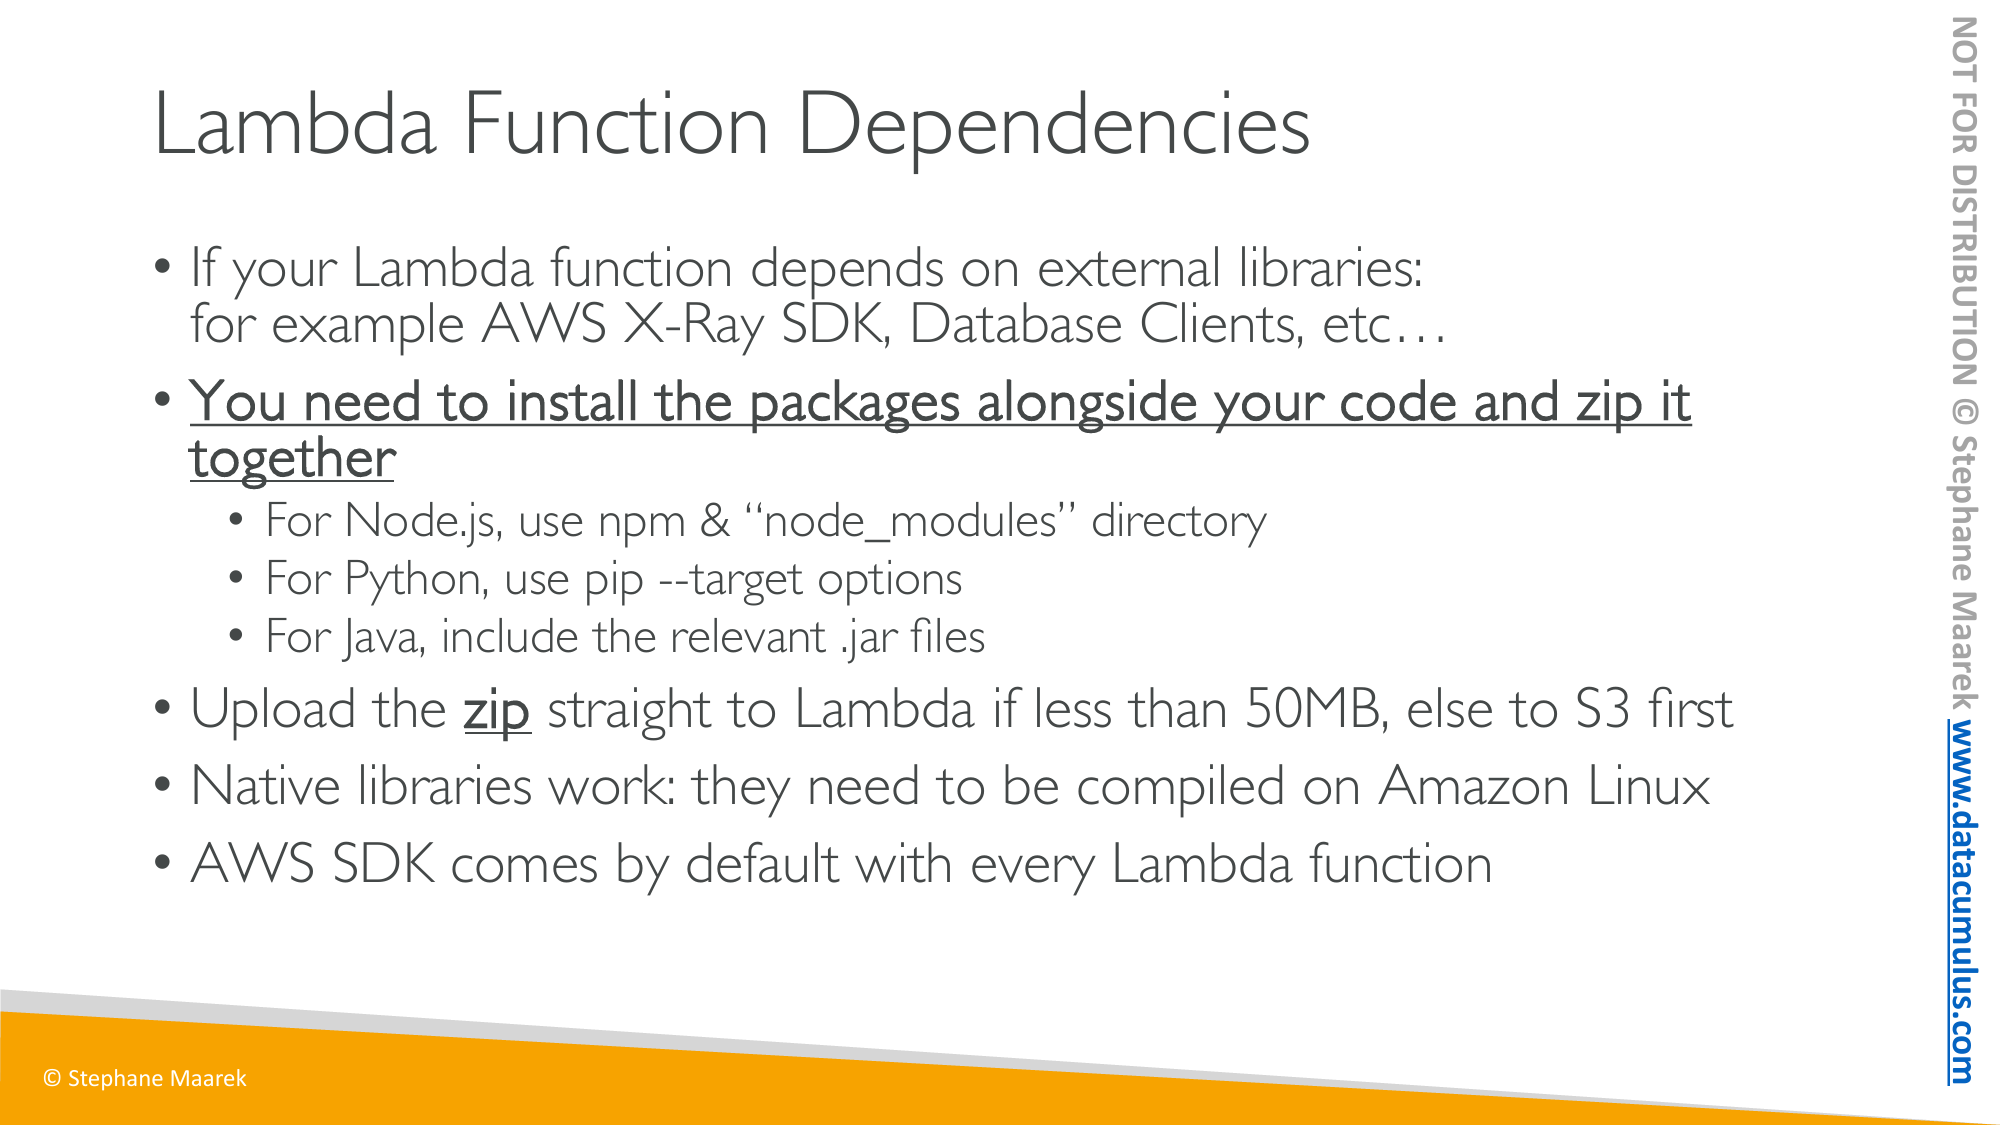 Lambda Function Dependencies
• If your Lambda function depends on external libraries:
for example AWS X-Ray SDK, Database Clients, etc…
• You need to install the packages alongside your code and zip it
together
• For Node.js, use npm & “node_modules” directory
• For Python, use pip --target options
• For Java, include the relevant .jar files
• Upload the zip straight to Lambda if less than 50MB, else to S3 first
• Native libraries work: they need to be compiled on Amazon Linux
• AWS SDK comes by default with every Lambda function
© Stephane Maarek
NOT FOR DISTRIBUTION © Stephane Maarek www.datacumulus.com